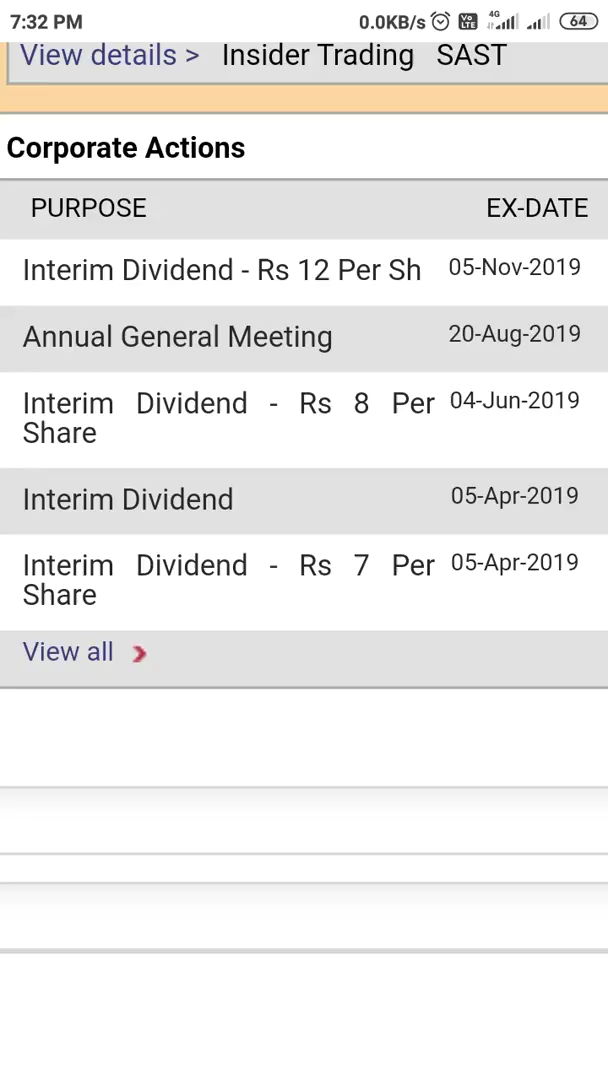 7:32 PM 0.0KB/s Vo LTE 4G 64
View details > Insider Trading SAST
Corporate Actions
PURPOSE EX-DATE
Interim Dividend - Rs 12 Per Sh 05-Nov-2019
Annual General Meeting 20-Aug-2019
Interim Dividend - Rs 8 Per 04-Jun-2019
Share
Interim Dividend 05-Apr-2019
Interim Dividend - Rs 7 Per 05-Apr-2019
Share
View all